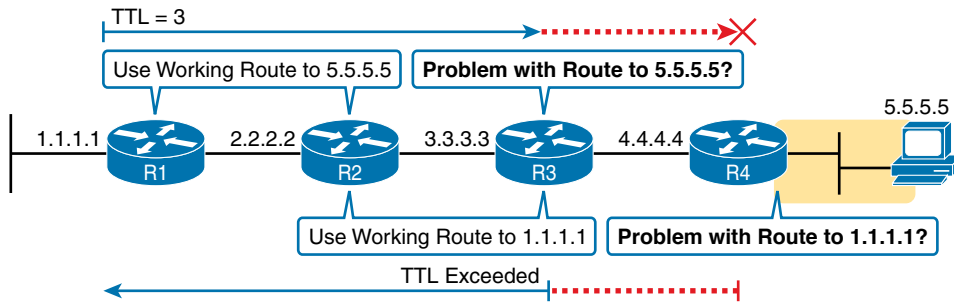 TTL = 3
Use Working Route to 5.5.5.5
Problem with Route to 5.5.5.5?
5.5.5.5
1.1.1.1
2.2.2.2
3.3.3.3
4.4.4.4
R1
R2
R3
R4
Use Working Route to 1.1.1.1
Problem with Route to 1.1.1.1?
TTL Exceeded